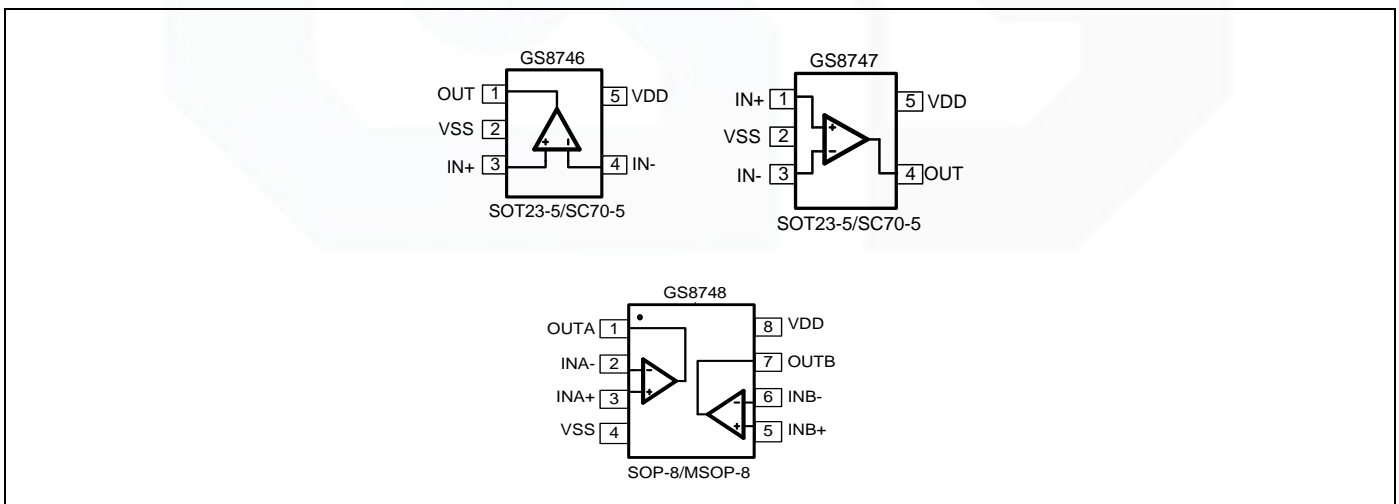 GS8746
OUT 1 5 VDD
VSS 2
IN+ 3 4 IN-
+ -
SOT23-5/SC70-5
GS8747
IN+ 1 5 VDD
+
VSS 2
-
IN- 3 4 OUT
SOT23-5/SC70-5
GS8748
OUTA 1 8 VDD
INA- 2 - 7 OUTB
INA+ 3 + - 6 INB-
VSS 4 + 5 INB+
SOP-8/MSOP-8